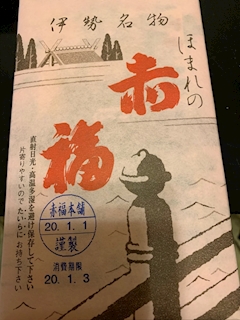 伊勢名物
ほまれの
赤
福
直射日光・高温多湿を避け保存して下さい
片寄りやすいので たいらに お持ち下さい
赤福本舗
20.1.1
謹製
消費期限
20.1.3